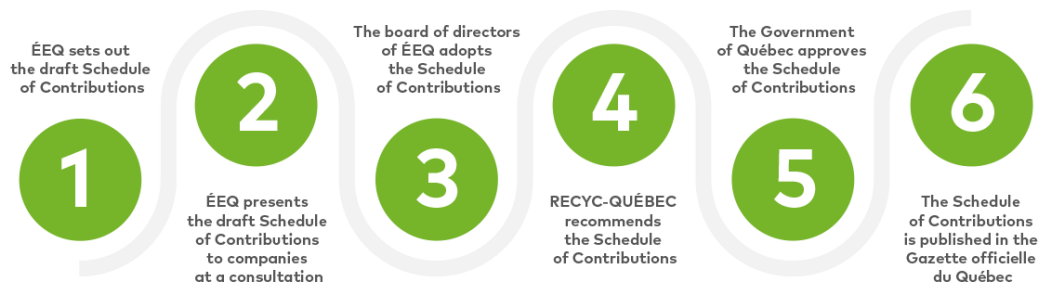 ÉEQ sets out
the draft Schedule
of Contributions
1
2
ÉEQ presents
the draft Schedule
of Contributions
to companies
at a consultation
The board of directors
of ÉEQ adopts
the Schedule
of Contributions
3
4
RECYC-QUÉBEC
recommends
the Schedule
of Contributions
The Government
of Québec approves
the Schedule
of Contributions
5
6
The Schedule
of Contributions
is published in the
Gazette officielle
du Québec